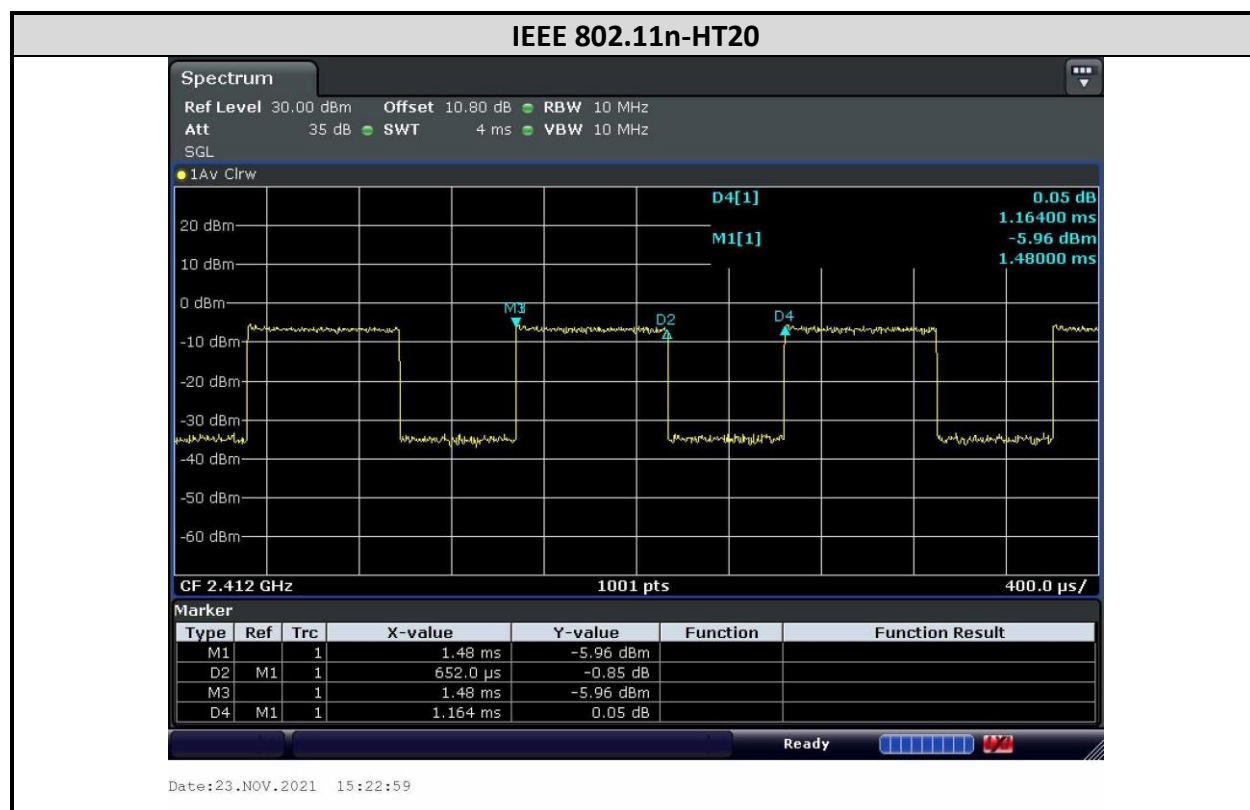 IEEE 802.11n-HT20
Spectrum
Ref Level 30.00 dBm Offset 10.80 dB RBW 10 MHz
Att 35 dB SWT 4 ms VBW 10 MHz
SGL
1Av Clrw
D4[1] 0.05 dB
1.16400 ms
M1[1] -5.96 dBm
1.48000 ms
20 dBm
10 dBm
0 dBm
M3
D2
D4
-10 dBm
-20 dBm
-30 dBm
-40 dBm
-50 dBm
-60 dBm
CF 2.412 GHz 1001 pts 400.0 µs/
Marker
Type Ref Trc X-value Y-value Function Function Result
M1 1 1.48 ms -5.96 dBm
D2 M1 1 652.0 µs -0.85 dB
M3 1 1.48 ms -5.96 dBm
D4 M1 1 1.164 ms 0.05 dB
Ready
Date:23.NOV.2021 15:22:59